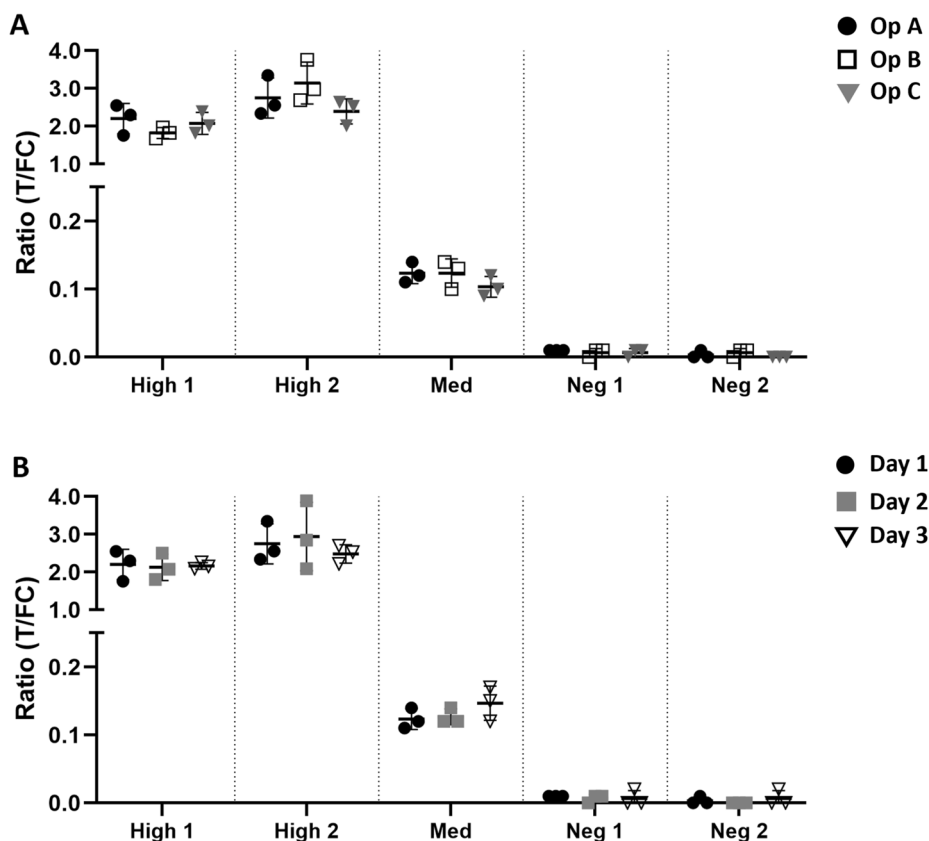 A
Op A
Op B
Op C
Ratio (T/FC)
4.0
3.0
2.0
1.0
0.2
0.1
0.0
High 1
High 2
Med
Neg 1
Neg 2
B
Day 1
Day 2
Day 3
Ratio (T/FC)
4.0
3.0
2.0
1.0
0.2
0.1
0.0
High 1
High 2
Med
Neg 1
Neg 2